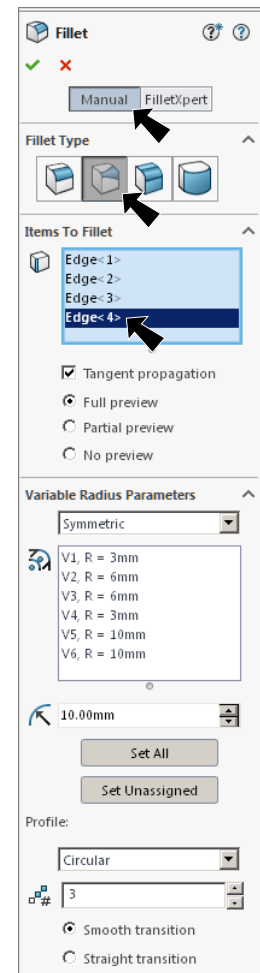 Fillet
Manual FilletXpert
Fillet Type
Items To Fillet
Edge<1>
Edge<2>
Edge<3>
Edge<4>
Tangent propagation
Full preview
Partial preview
No preview
Variable Radius Parameters
Symmetric
V1, R = 3mm
V2, R = 6mm
V3, R = 6mm
V4, R = 3mm
V5, R = 10mm
V6, R = 10mm
10.00mm
Set All
Set Unassigned
Profile:
Circular
# 3
Smooth transition
Straight transition